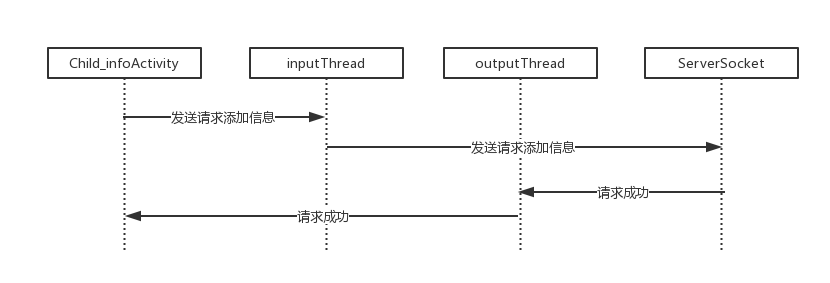 Child_infoActivity
inputThread
outputThread
ServerSocket
发送请求添加信息
发送请求添加信息
请求成功
请求成功